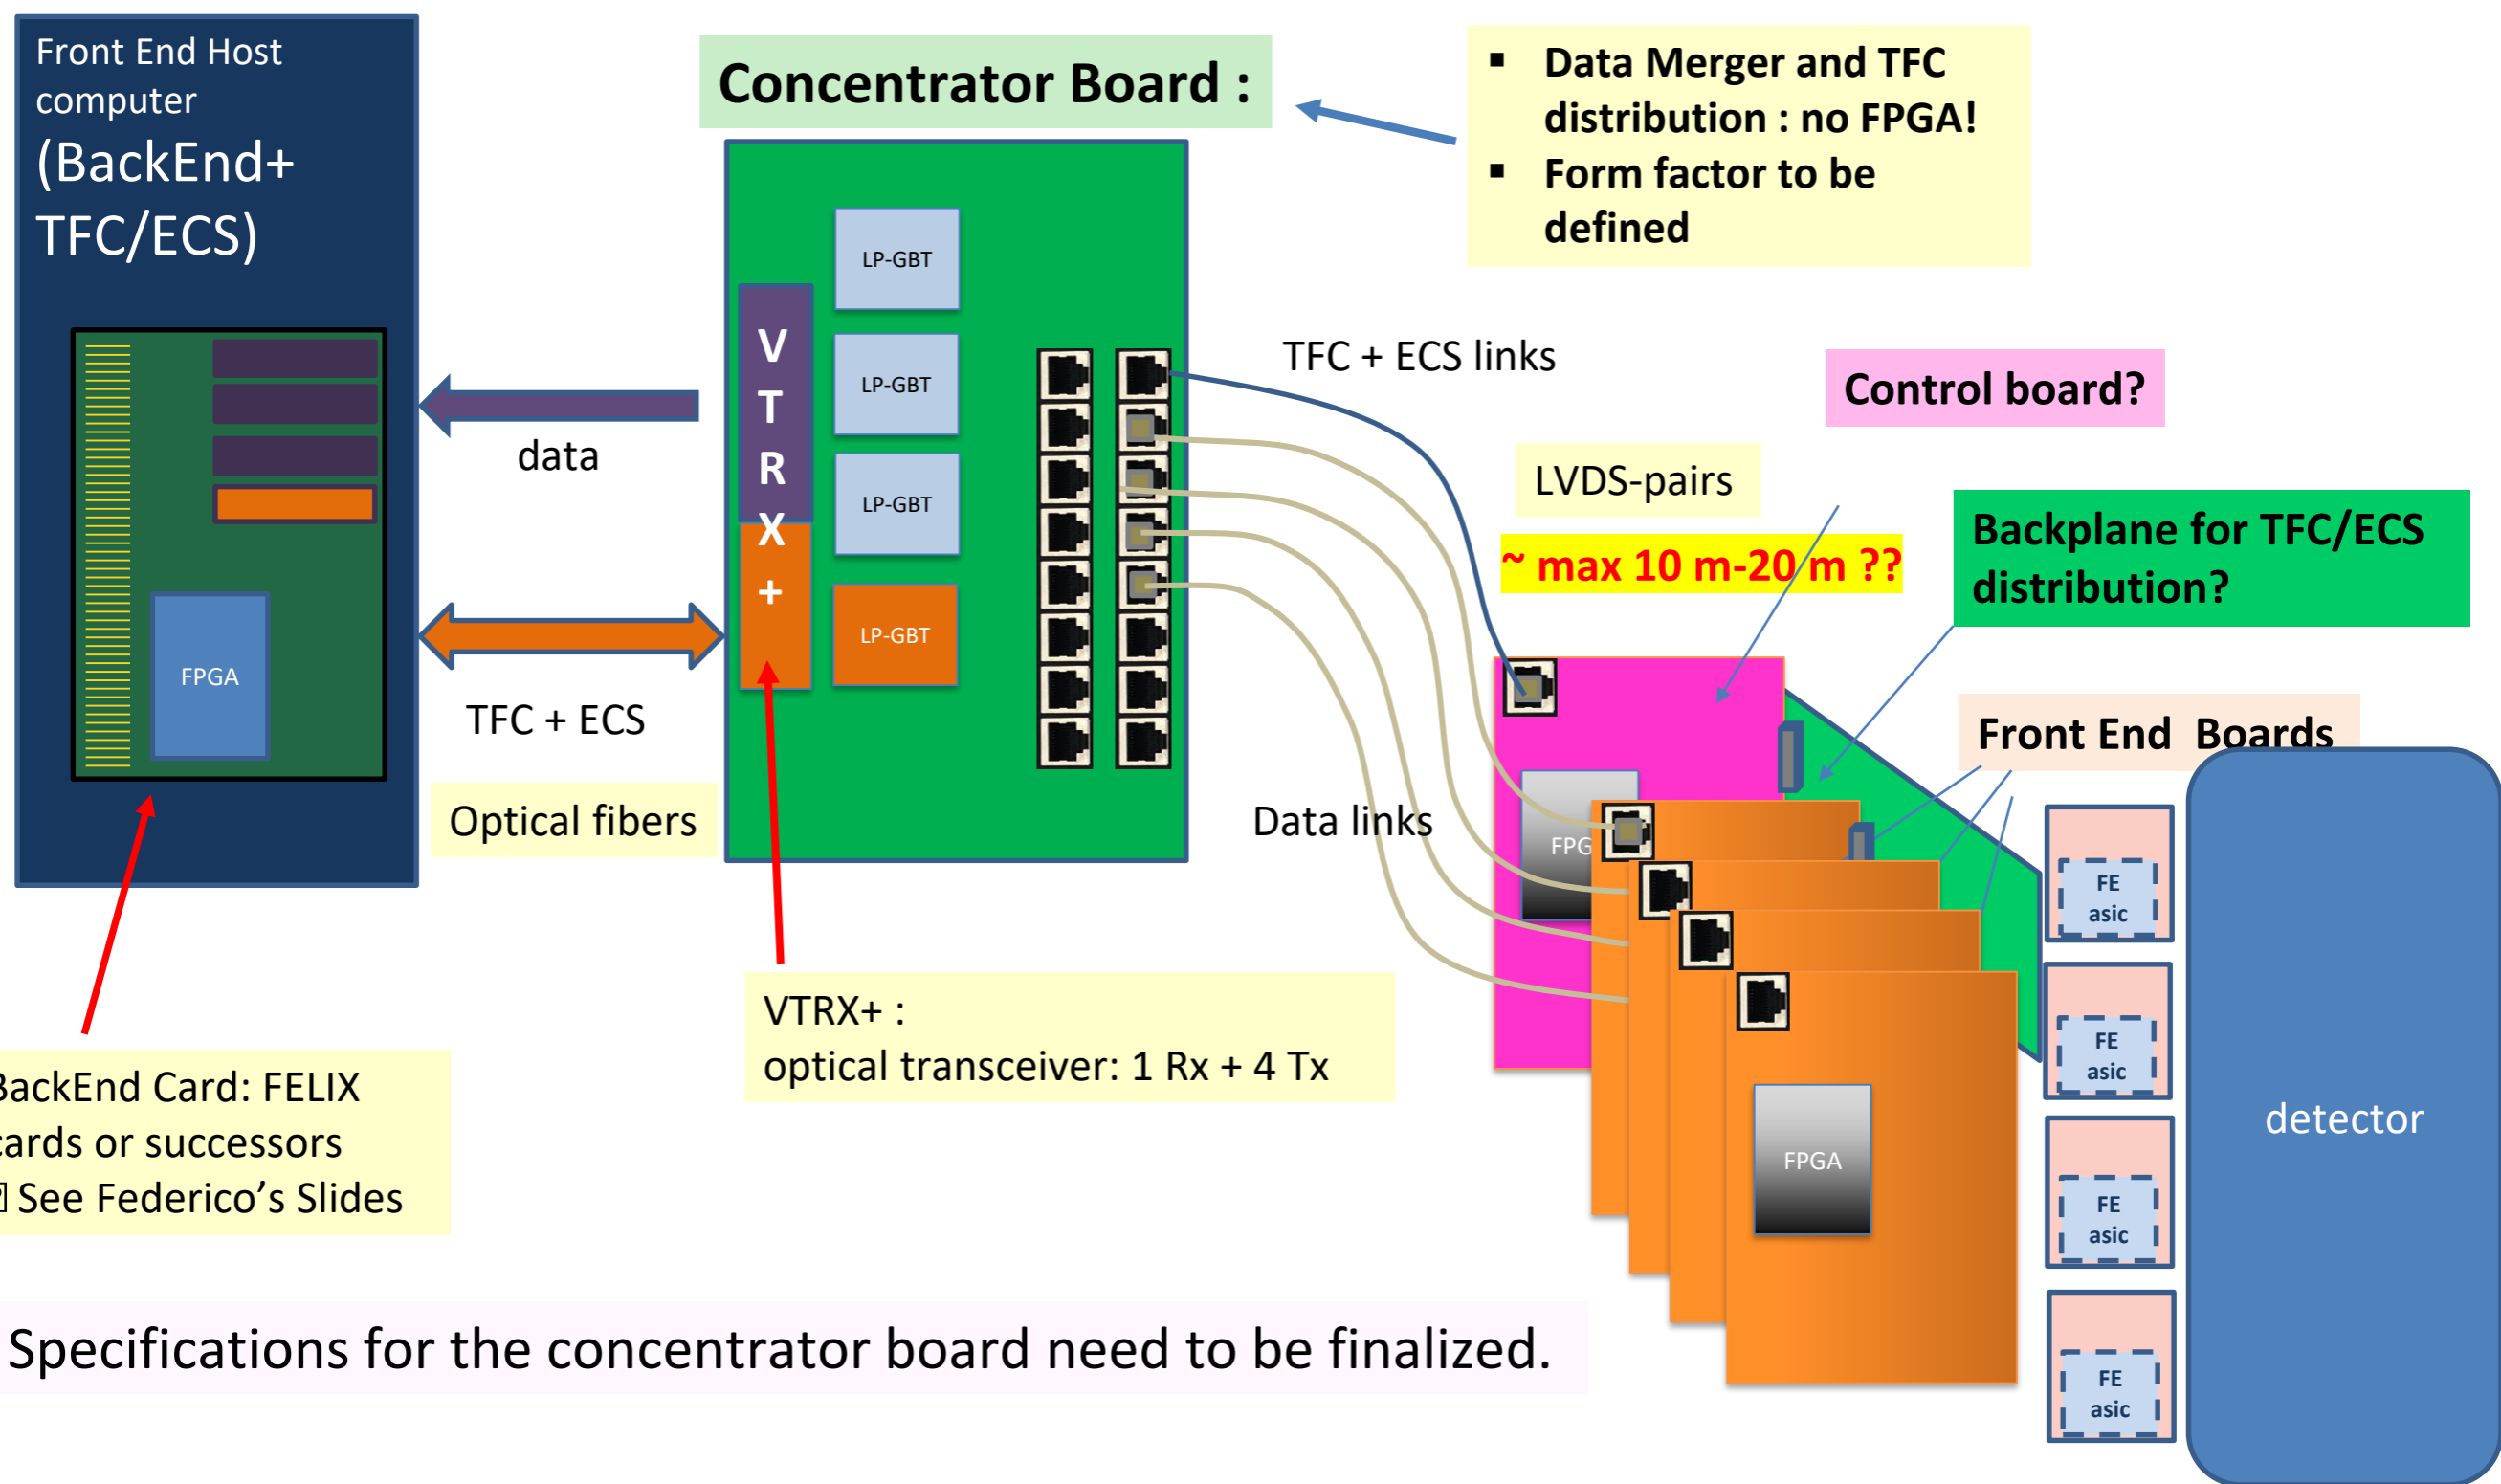 Front End Host
computer
(BackEnd+
TFC/ECS)
FPGA
data
TFC + ECS
Optical fibers
Concentrator Board :
▪ Data Merger and TFC
distribution : no FPGA!
▪ Form factor to be
defined
V
T
R
X
+
LP-GBT
LP-GBT
LP-GBT
LP-GBT
TFC + ECS links
Control board?
LVDS-pairs
~ max 10 m-20 m ??
Backplane for TFC/ECS
distribution?
Front End Boards
Data links
FPG
FPGA
FE
asic
FE
asic
FE
asic
FE
asic
detector
VTRX+ :
optical transceiver: 1 Rx + 4 Tx
BackEnd Card: FELIX
cards or successors
See Federico's Slides
Specifications for the concentrator board need to be finalized.